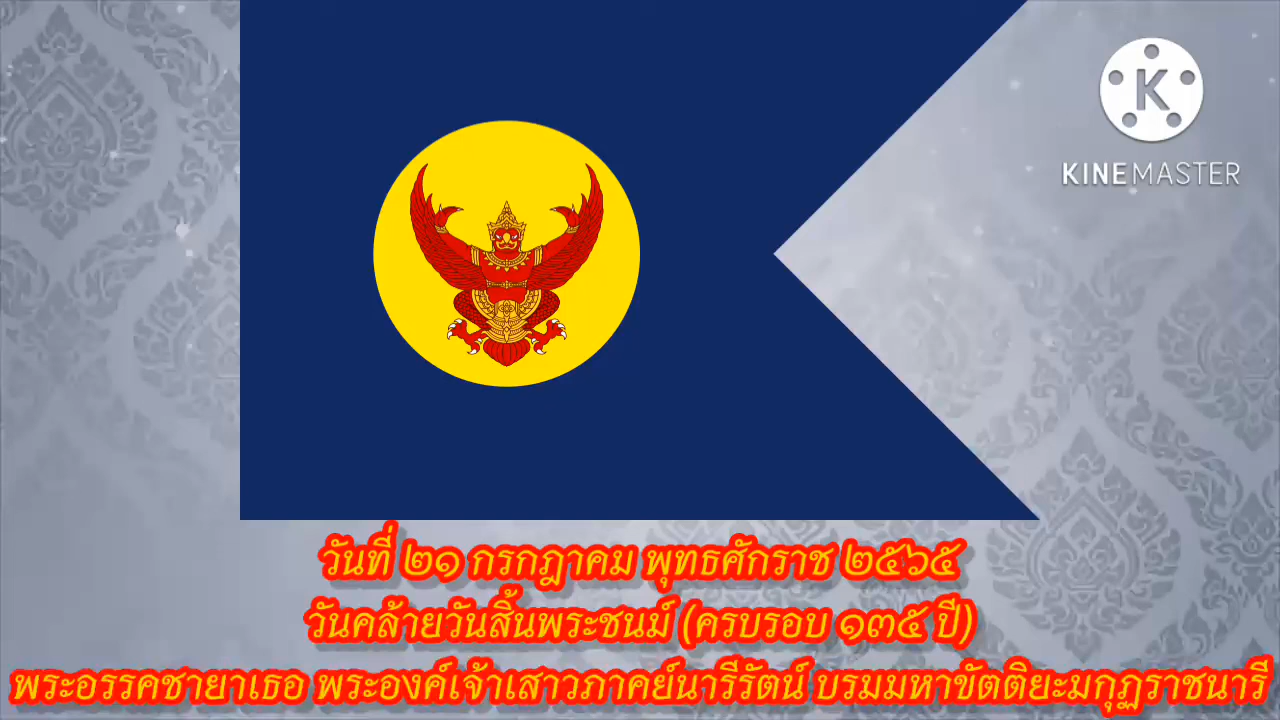 K
KINEMASTER
วันที่ ๒๑ กรกฎาคม พุทธศักราช ๒๕๖๕
วันคล้ายวันสิ้นพระชนม์ (ครบรอบ ๑๓๕ ปี)
พระอรรคชายาเธอ พระองค์เจ้าเสาวภาคย์นารีรัตน์ บรมมหาขัตติยะมกุฏราชนารี